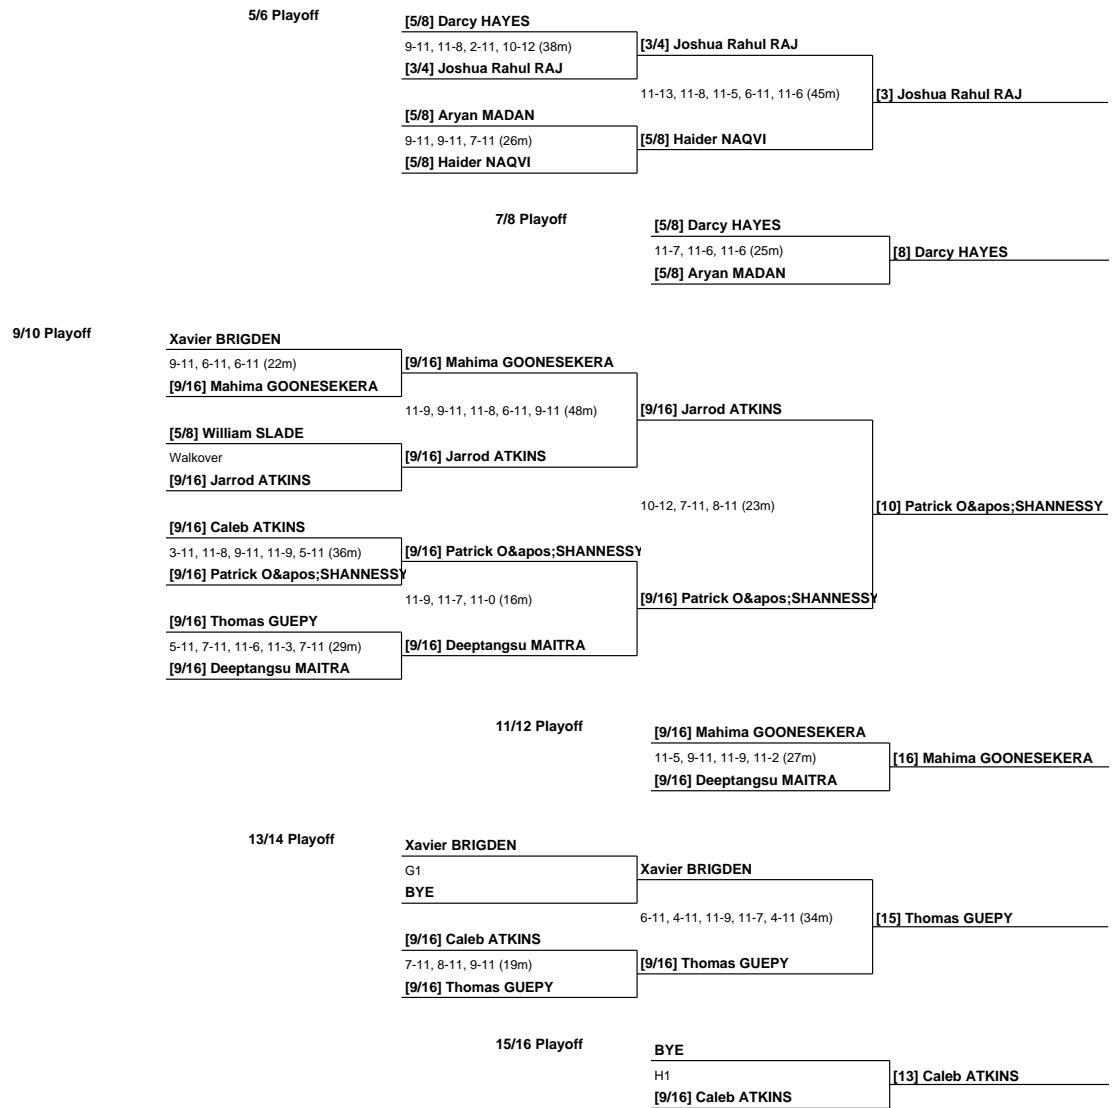 5/6 Playoff
[5/8] Darcy HAYES
9-11, 11-8, 2-11, 10-12 (38m)
[3/4] Joshua Rahul RAJ
[3/4] Joshua Rahul RAJ
11-13, 11-8, 11-5, 6-11, 11-6 (45m)
[3] Joshua Rahul RAJ
[5/8] Aryan MADAN
9-11, 9-11, 7-11 (26m)
[5/8] Haider NAQVI
[5/8] Haider NAQVI
7/8 Playoff
[5/8] Darcy HAYES
11-7, 11-6, 11-6 (25m)
[8] Darcy HAYES
[5/8] Aryan MADAN
9/10 Playoff
Xavier BRIGDEN
9-11, 6-11, 6-11 (22m)
[9/16] Mahima GOONESEKERA
[9/16] Mahima GOONESEKERA
11-9, 9-11, 11-8, 6-11, 9-11 (48m)
[9/16] Jarrod ATKINS
[5/8] William SLADE
Walkover
[9/16] Jarrod ATKINS
[9/16] Jarrod ATKINS
10-12, 7-11, 8-11 (23m)
[10] Patrick O&apos;SHANNESSY
[9/16] Caleb ATKINS
3-11, 11-8, 9-11, 11-9, 5-11 (36m)
[9/16] Patrick O&apos;SHANNESSY
[9/16] Patrick O&apos;SHANNESSY
11-9, 11-7, 11-0 (16m)
[9/16] Patrick O&apos;SHANNESSY
[9/16] Thomas GUEPY
5-11, 7-11, 11-6, 11-3, 7-11 (29m)
[9/16] Deeptangsu MAITRA
[9/16] Deeptangsu MAITRA
11/12 Playoff
[9/16] Mahima GOONESEKERA
11-5, 9-11, 11-9, 11-2 (27m)
[16] Mahima GOONESEKERA
[9/16] Deeptangsu MAITRA
13/14 Playoff
Xavier BRIGDEN
G1
BYE
Xavier BRIGDEN
6-11, 4-11, 11-9, 11-7, 4-11 (34m)
[15] Thomas GUEPY
[9/16] Caleb ATKINS
7-11, 8-11, 9-11 (19m)
[9/16] Thomas GUEPY
[9/16] Thomas GUEPY
15/16 Playoff
BYE
H1
[13] Caleb ATKINS
[9/16] Caleb ATKINS